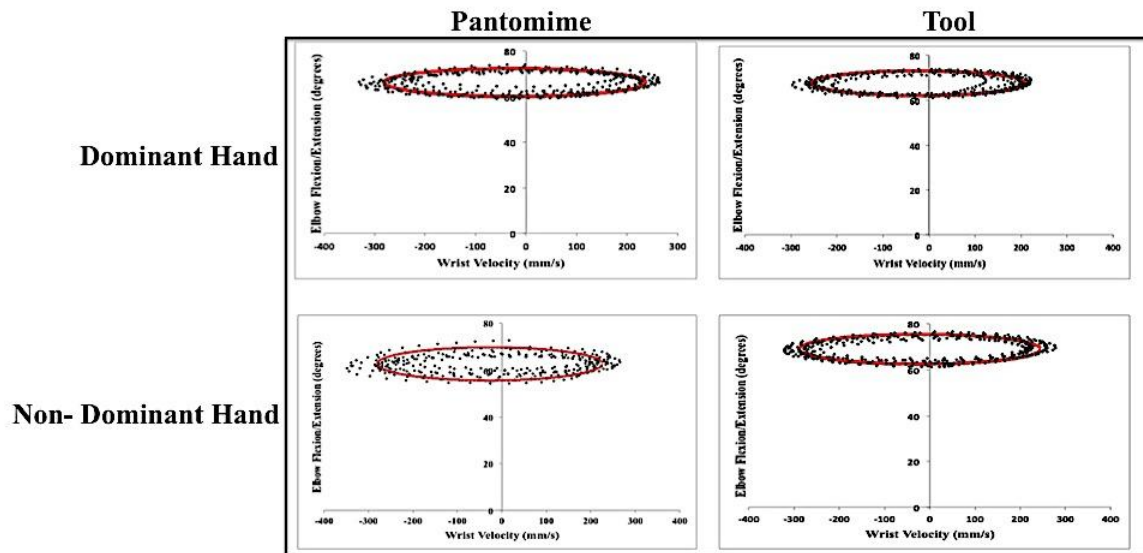 Pantomime
Tool
Dominant Hand
Elbow Flexion/Extension (degrees)
80
60
40
20
0
-400 -300 -200 -100 0 100 200 300
Wrist Velocity (mm/s)
Elbow Flexion/Extension (degrees)
80
60
40
20
0
-400 -300 -200 -100 0 100 200 300 400
Wrist Velocity (mm/s)
Non- Dominant Hand
Elbow Flexion/Extension (degrees)
80
60
40
20
0
-400 -300 -200 -100 0 100 200 300 400
Wrist Velocity (mm/s)
Elbow Flexion/Extension (degrees)
80
60
40
20
0
-400 -300 -200 -100 0 100 200 300 400
Wrist Velocity (mm/s)